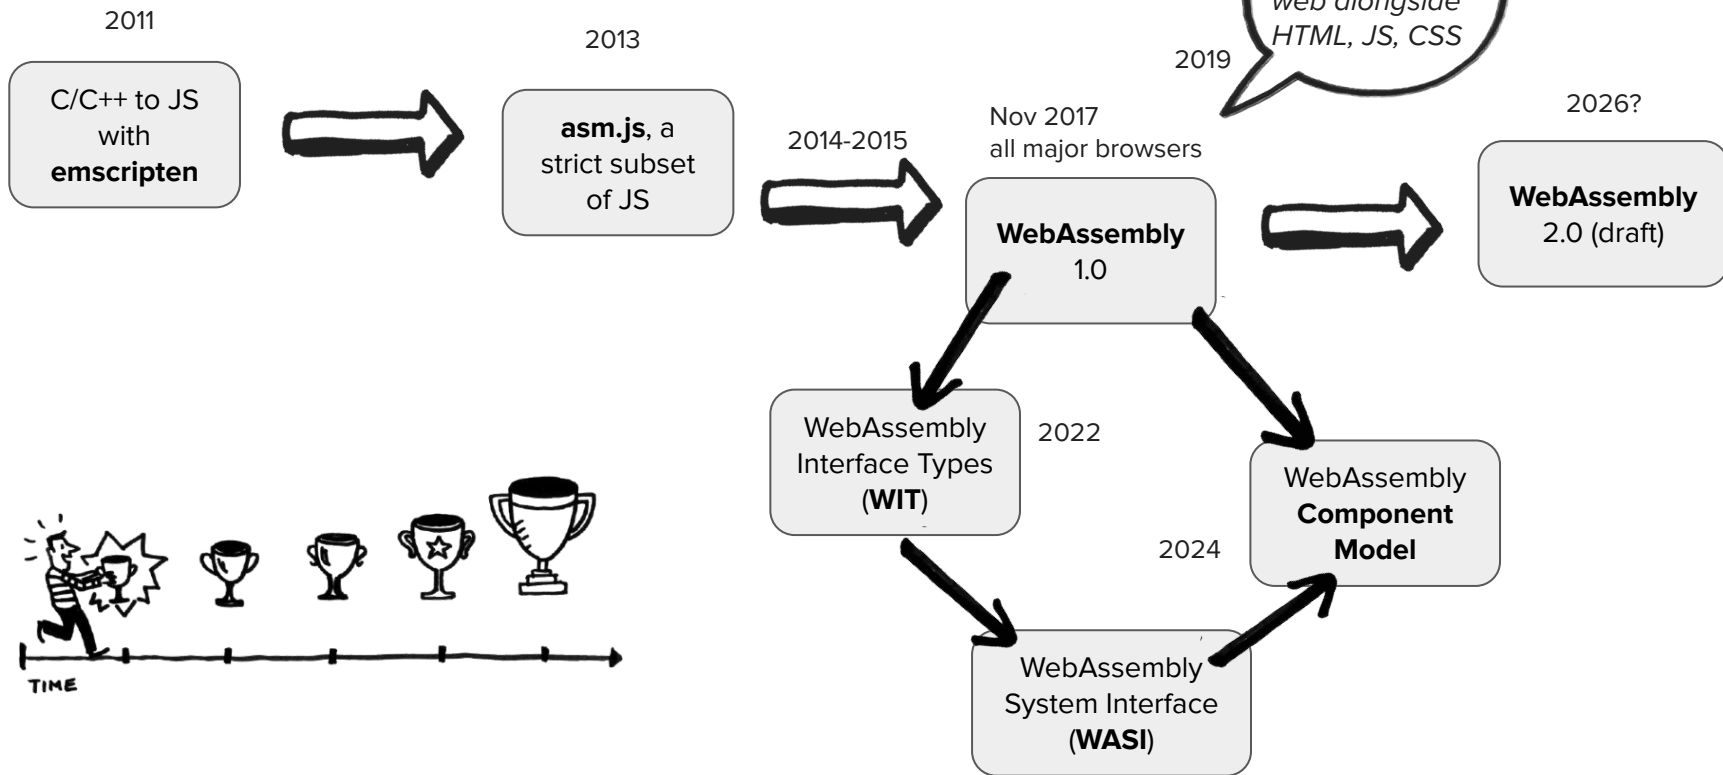 2011
C/C++ to JS
with
emscripten
2013
asm.js, a
strict subset
of JS
2014-2015
Nov 2017
all major browsers
WebAssembly
1.0
2019
web alongside
HTML, JS, CSS
2026?
WebAssembly
2.0 (draft)
WebAssembly
Interface Types
(WIT)
2022
WebAssembly
Component
Model
2024
WebAssembly
System Interface
(WASI)
TIME